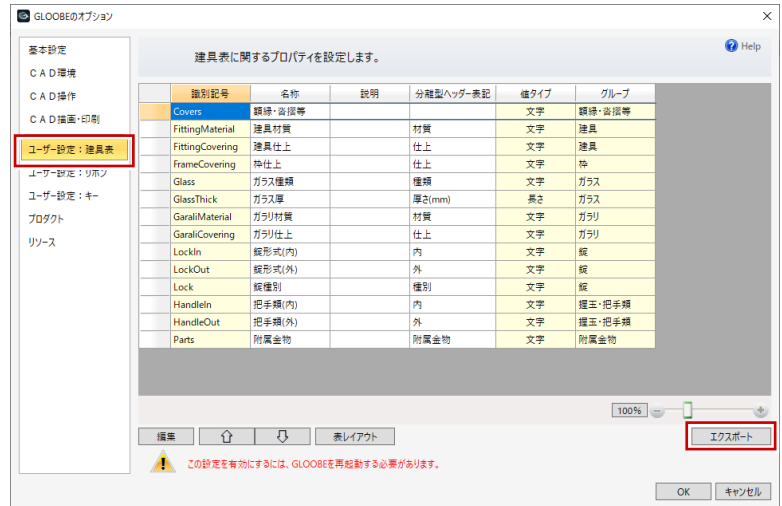 GLOOBEのオプション
基本設定
CAD環境
CAD操作
CAD描画・印刷
ユーザー設定：建具表
ユーザー設定：リボン
ユーザー設定：キー
プロダクト
リソース
建具表に関するプロパティを設定します。
Help
識別記号 名称 説明 分離型ヘッダー表記 値タイプ グループ
Covers 額縁・沓摺等 文字 額縁・沓摺等
FittingMaterial 建具材質 材質 文字 建具
FittingCovering 建具仕上 仕上 文字 建具
FrameCovering 枠仕上 仕上 文字 枠
Glass ガラス種類 種類 文字 ガラス
GlassThick ガラス厚 厚さ(mm) 長さ ガラス
GaraliMaterial ガラリ材質 材質 文字 ガラリ
GaraliCovering ガラリ仕上 仕上 文字 ガラリ
LockIn 錠形式(内) 内 文字 錠
LockOut 錠形式(外) 外 文字 錠
Lock 錠種別 種別 文字 錠
HandleIn 把手類(内) 内 文字 握玉・把手類
HandleOut 把手類(外) 外 文字 握玉・把手類
Parts 附属金物 附属金物 文字 附属金物
100%
編集 表レイアウト エクスポート
この設定を有効にするには、GLOOBEを再起動する必要があります。
OK キャンセル